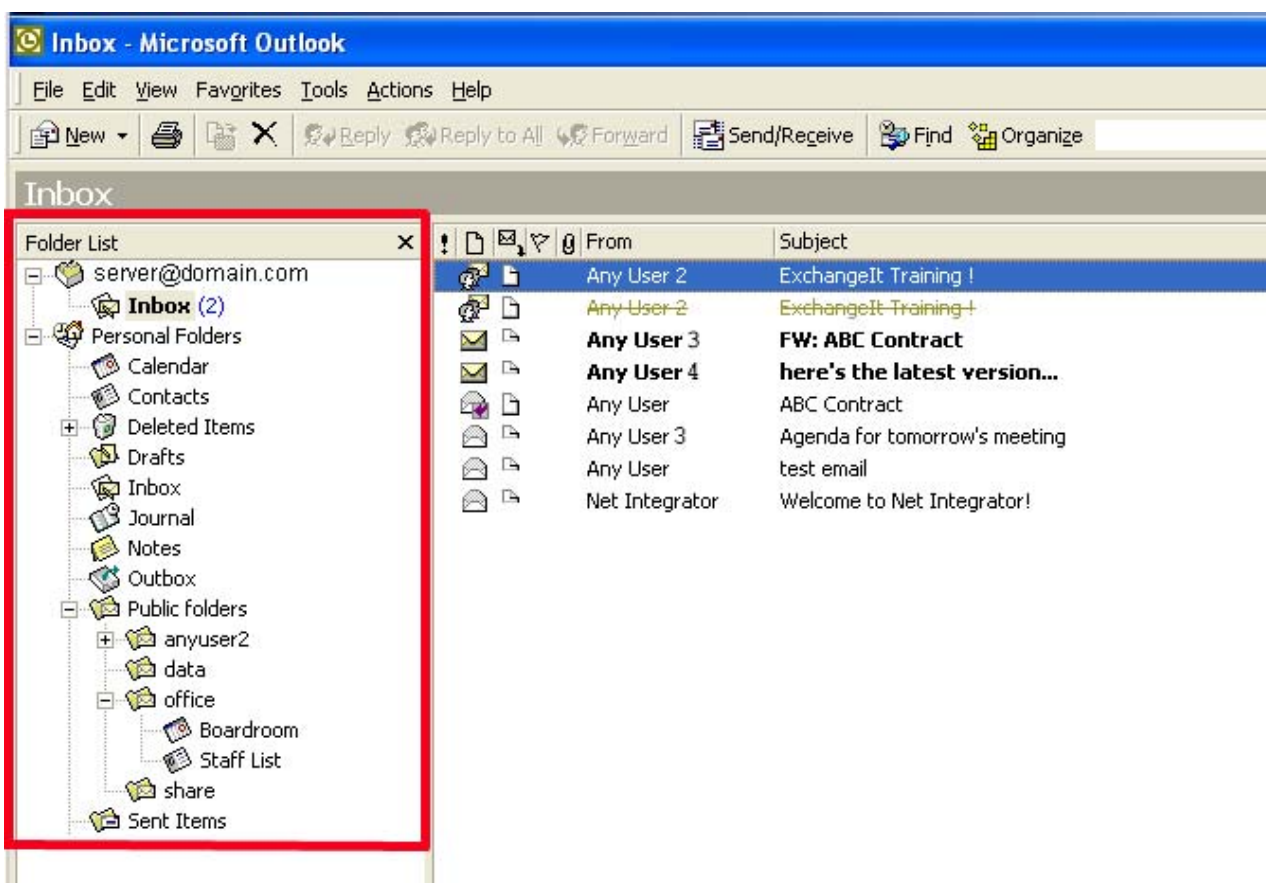 Inbox - Microsoft Outlook
File Edit View Favorites Tools Actions Help
New Reply Reply to All Forward Send/Receive Find Organize
Inbox
Folder List
server@domain.com
Inbox (2)
Personal Folders
Calendar
Contacts
Deleted Items
Drafts
Inbox
Journal
Notes
Outbox
Public folders
anyuser2
data
office
Boardroom
Staff List
share
Sent Items
! From Subject
Any User 2 ExchangeIt Training !
Any User 2 ExchangeIt Training !
Any User 3 FW: ABC Contract
Any User 4 here's the latest version...
Any User ABC Contract
Any User 3 Agenda for tomorrow's meeting
Any User test email
Net Integrator Welcome to Net Integrator!